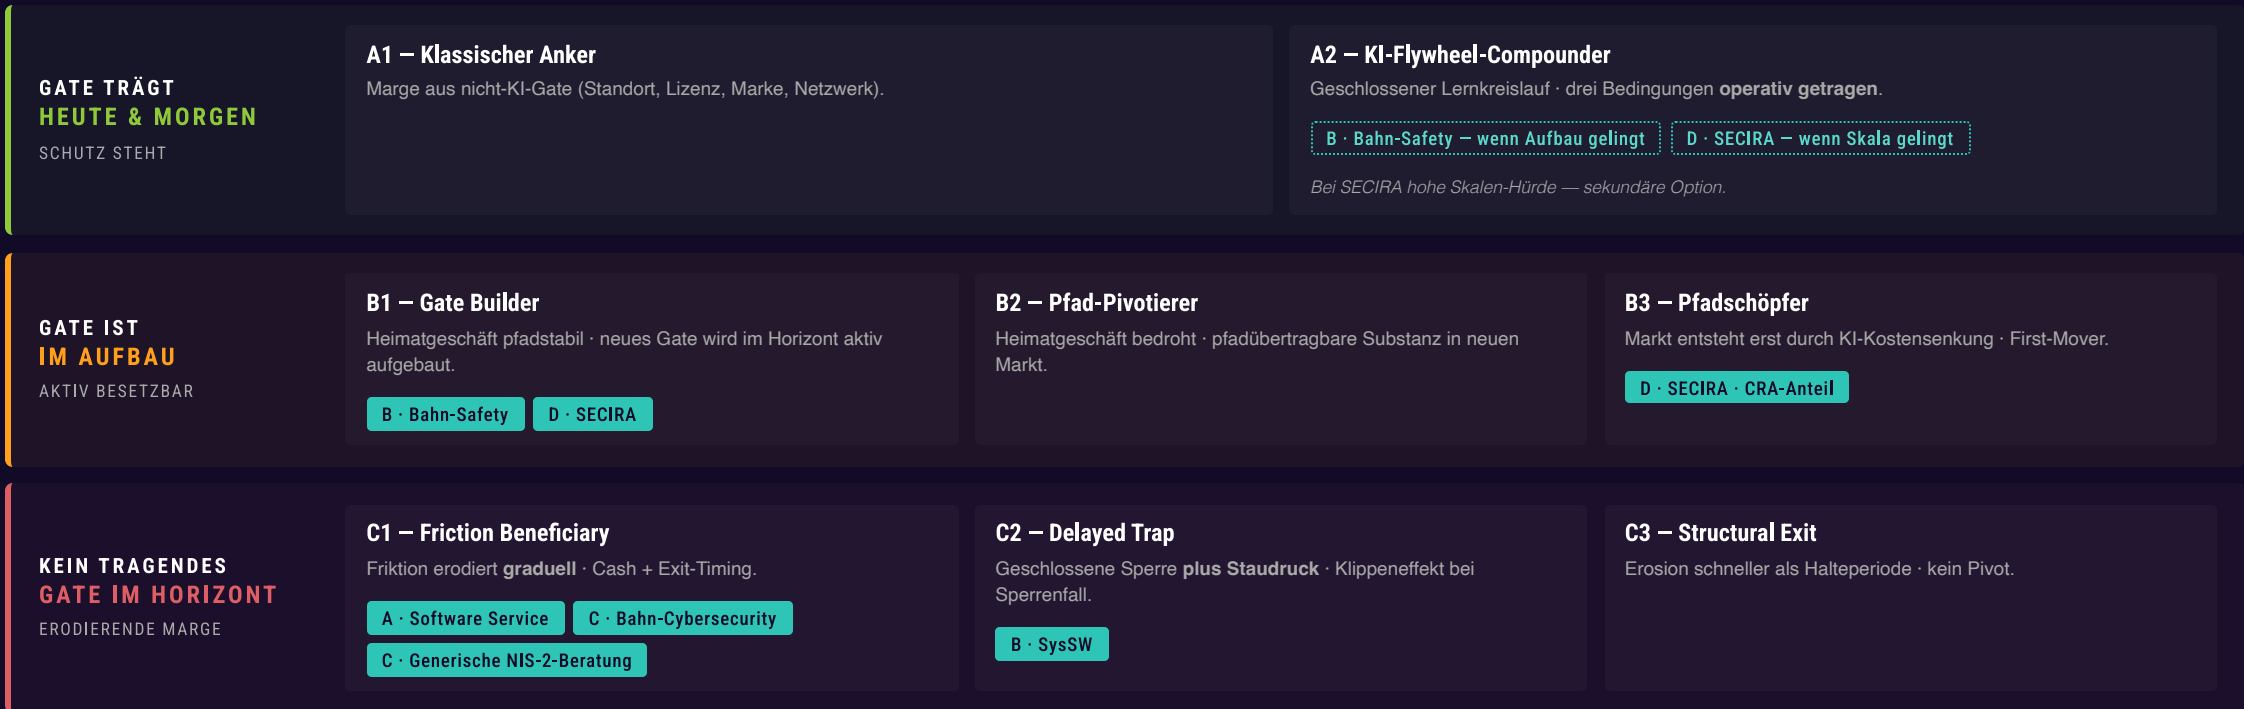 GATE TRÄGT
HEUTE & MORGEN
SCHUTZ STEHT
A1 — Klassischer Anker
Marge aus nicht-KI-Gate (Standort, Lizenz, Marke, Netzwerk).
A2 — KI-Flywheel-Compounder
Geschlossener Lernkreislauf · drei Bedingungen operativ getragen.
B · Bahn-Safety — wenn Aufbau gelingt
D · SECIRA — wenn Skala gelingt
Bei SECIRA hohe Skalen-Hürde — sekundäre Option.
GATE IST
IM AUFBAU
AKTIV BESETZBAR
B1 — Gate Builder
Heimatgeschäft pfadstabil · neues Gate wird im Horizont aktiv
aufgebaut.
B · Bahn-Safety
D · SECIRA
B2 — Pfad-Pivotierer
Heimatgeschäft bedroht · pfadübertragbare Substanz in neuen
Markt.
B3 — Pfadschöpfer
Markt entsteht erst durch KI-Kostensenkung · First-Mover.
D · SECIRA · CRA-Anteil
KEIN TRAGENDES
GATE IM HORIZONT
ERODIERENDE MARGE
C1 — Friction Beneficiary
Friktion erodiert graduell · Cash + Exit-Timing.
A · Software Service
C · Bahn-Cybersecurity
C · Generische NIS-2-Beratung
C2 — Delayed Trap
Geschlossene Sperre plus Staudruck · Klippeneffekt bei
Sperrenfall.
B · SysSW
C3 — Structural Exit
Erosion schneller als Halteperiode · kein Pivot.